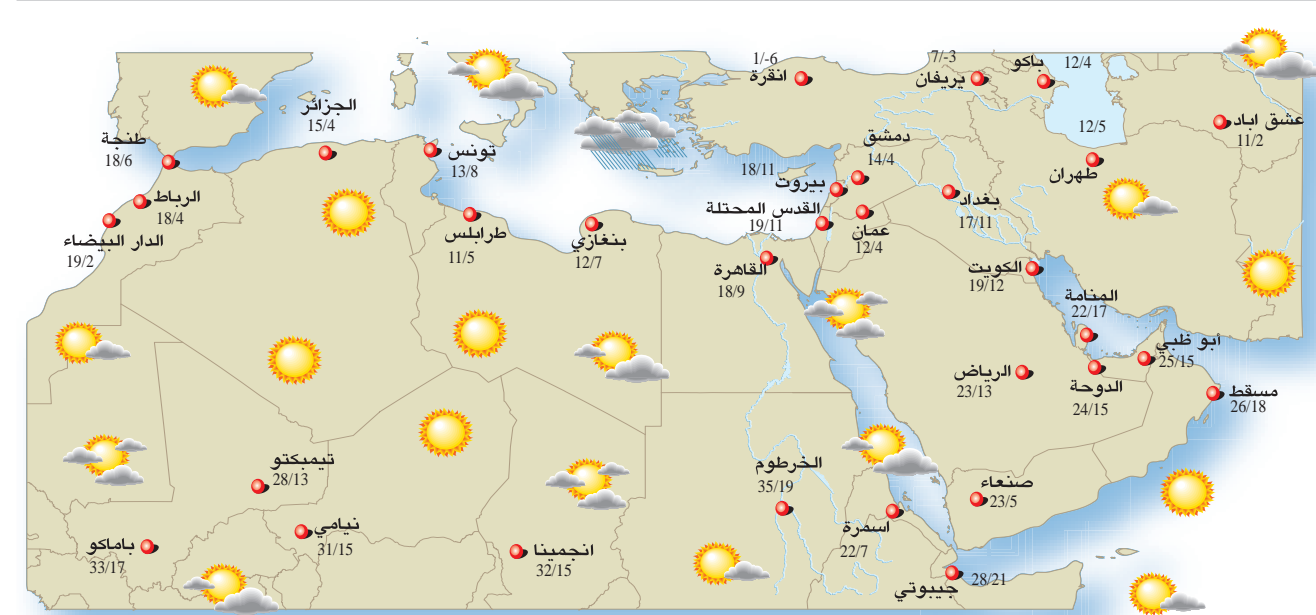 1/-6
انقرة
7/-3
يريفان
باكو
12/4
12/5
عشق اباد
11/2
طهران
الجزائر
15/4
طنجة
18/6
تونس
13/8
دمشق
14/4
18/11
بيروت
الرباط
18/4
القدس المحتلة
19/11
عمان
12/4
بغداد
17/11
الدار البيضاء
19/2
طرابلس
11/5
بنغازي
12/7
القاهرة
18/9
الكويت
19/12
المنامة
22/17
أبو ظبي
25/15
الرياض
23/13
الدوحة
24/15
مسقط
26/18
تيمبكتو
28/13
الخرطوم
35/19
صنعاء
23/5
نيامي
31/15
باماكو
33/17
انجمينا
32/15
اسمرة
22/7
28/21
جيبوتي